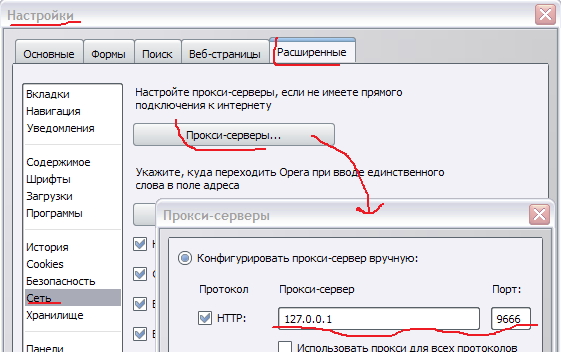 Настройки
Основные Формы Поиск Веб-страницы Расширенные
Вкладки
Навигация
Уведомления
Содержимое
Шрифты
Загрузки
Программы
История
Cookies
Безопасность
Сеть
Хранилище
Панели
Настройте прокси-серверы, если не имеете прямого
подключения к интернету
Прокси-серверы...
Укажите, куда переходить Opera при вводе единственного
слова в поле адреса
Прокси-серверы
Конфигурировать прокси-сервер вручную:
Протокол Прокси-сервер Порт:
HTTP: 127.0.0.1 9666
Использовать прокси для всех протоколов